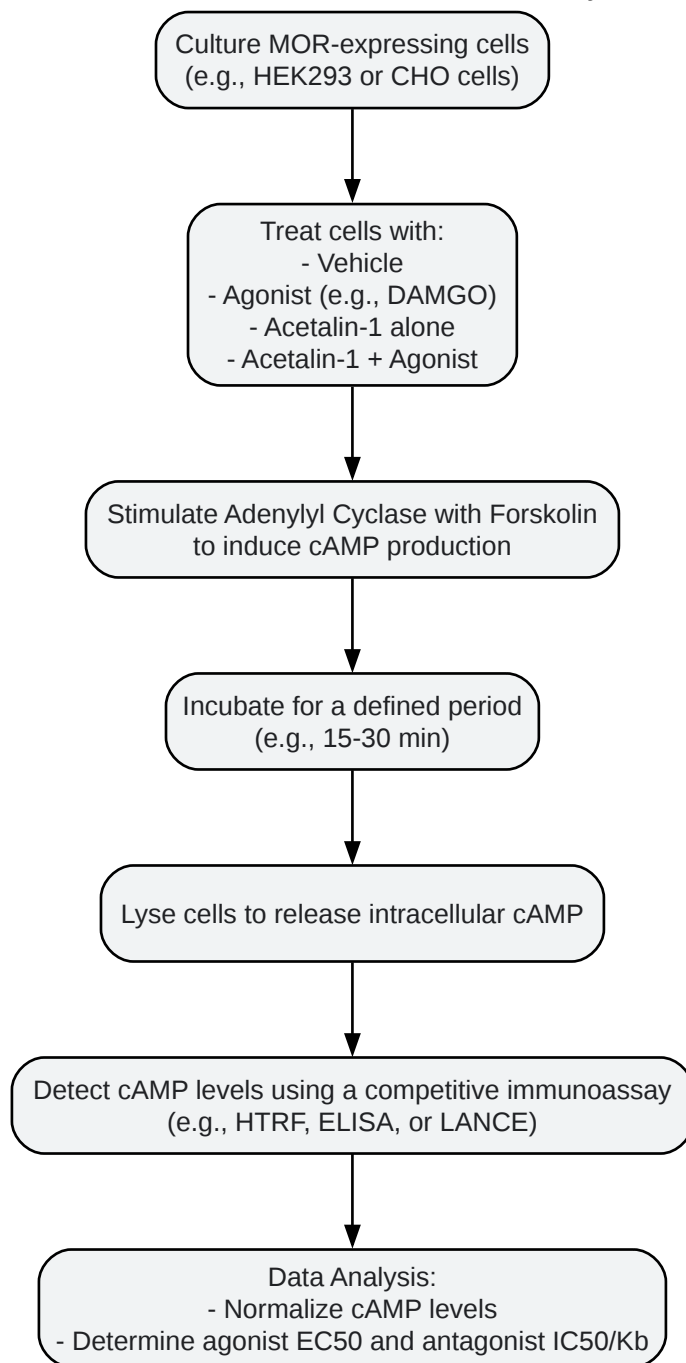 Culture MOR-expressing cells
(e.g., HEK293 or CHO cells)
Treat cells with:
- Vehicle
- Agonist (e.g., DAMGO)
- Acetalin-1 alone
- Acetalin-1 + Agonist
Stimulate Adenylyl Cyclase with Forskolin
to induce cAMP production
Incubate for a defined period
(e.g., 15-30 min)
Lyse cells to release intracellular cAMP
Detect cAMP levels using a competitive immunoassay
(e.g., HTRF, ELISA, or LANCE)
Data Analysis:
- Normalize cAMP levels
- Determine agonist EC50 and antagonist IC50/Kb